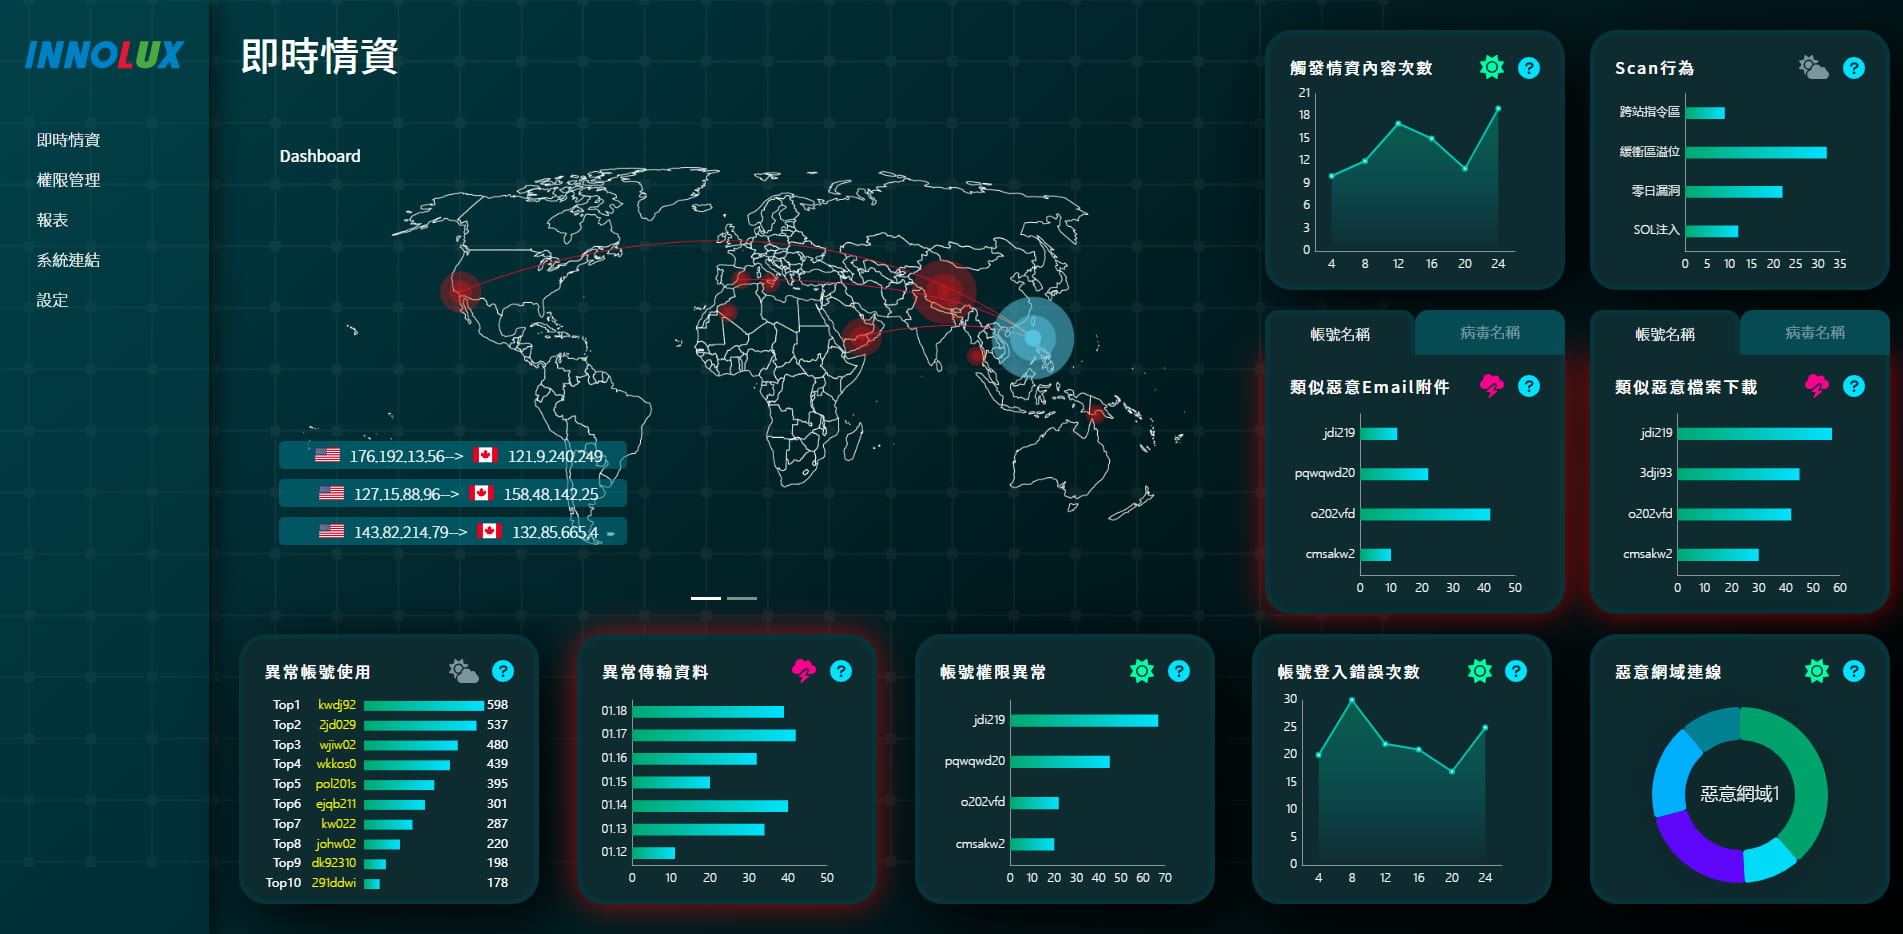 INNOLUX
即時情資
權限管理
報表
系統連結
設定
即時情資
Dashboard
176.192.13.56-->
121.9.240.249
127.15.88.96-->
158.48.142.25
143.82.214.79-->
132.85.665.4
觸發情資內容次數
?
21
18
15
12
9
6
3
0
4 8 12 16 20 24
Scan行為
?
跨站指令區
緩衝區溢位
零日漏洞
SOL注入
0 5 10 15 20 25 30 35
帳號名稱
病毒名稱
類似惡意Email附件
?
jdi219
pqwqwd20
o202vfd
cmsakw2
0 10 20 30 40 50
帳號名稱
病毒名稱
類似惡意檔案下載
?
jdi219
3dji93
o202vfd
cmsakw2
0 10 20 30 40 50 60
異常帳號使用
?
Top1 kwdj92 598
Top2 2jd029 537
Top3 wjiw02 480
Top4 wkkos0 439
Top5 pol201s 395
Top6 ejqb211 301
Top7 kw022 287
Top8 johw02 220
Top9 dk92310 198
Top10 291ddwi 178
異常傳輸資料
?
01.18
01.17
01.16
01.15
01.14
01.13
01.12
0 10 20 30 40 50
帳號權限異常
?
jdi219
pqwqwd20
o202vfd
cmsakw2
0 10 20 30 40 50 60 70
帳號登入錯誤次數
?
30
25
20
15
10
5
0
4 8 12 16 20 24
惡意網域連線
?
惡意網域1